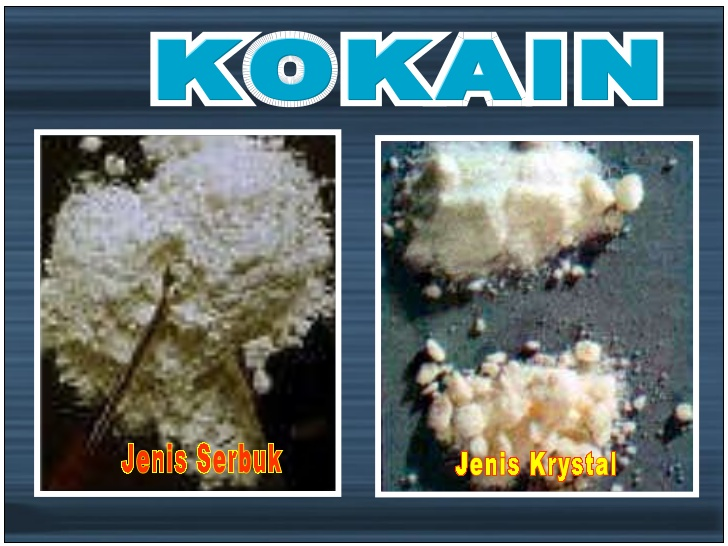 KOKAIN
Jenis Serbuk
Jenis Krystal